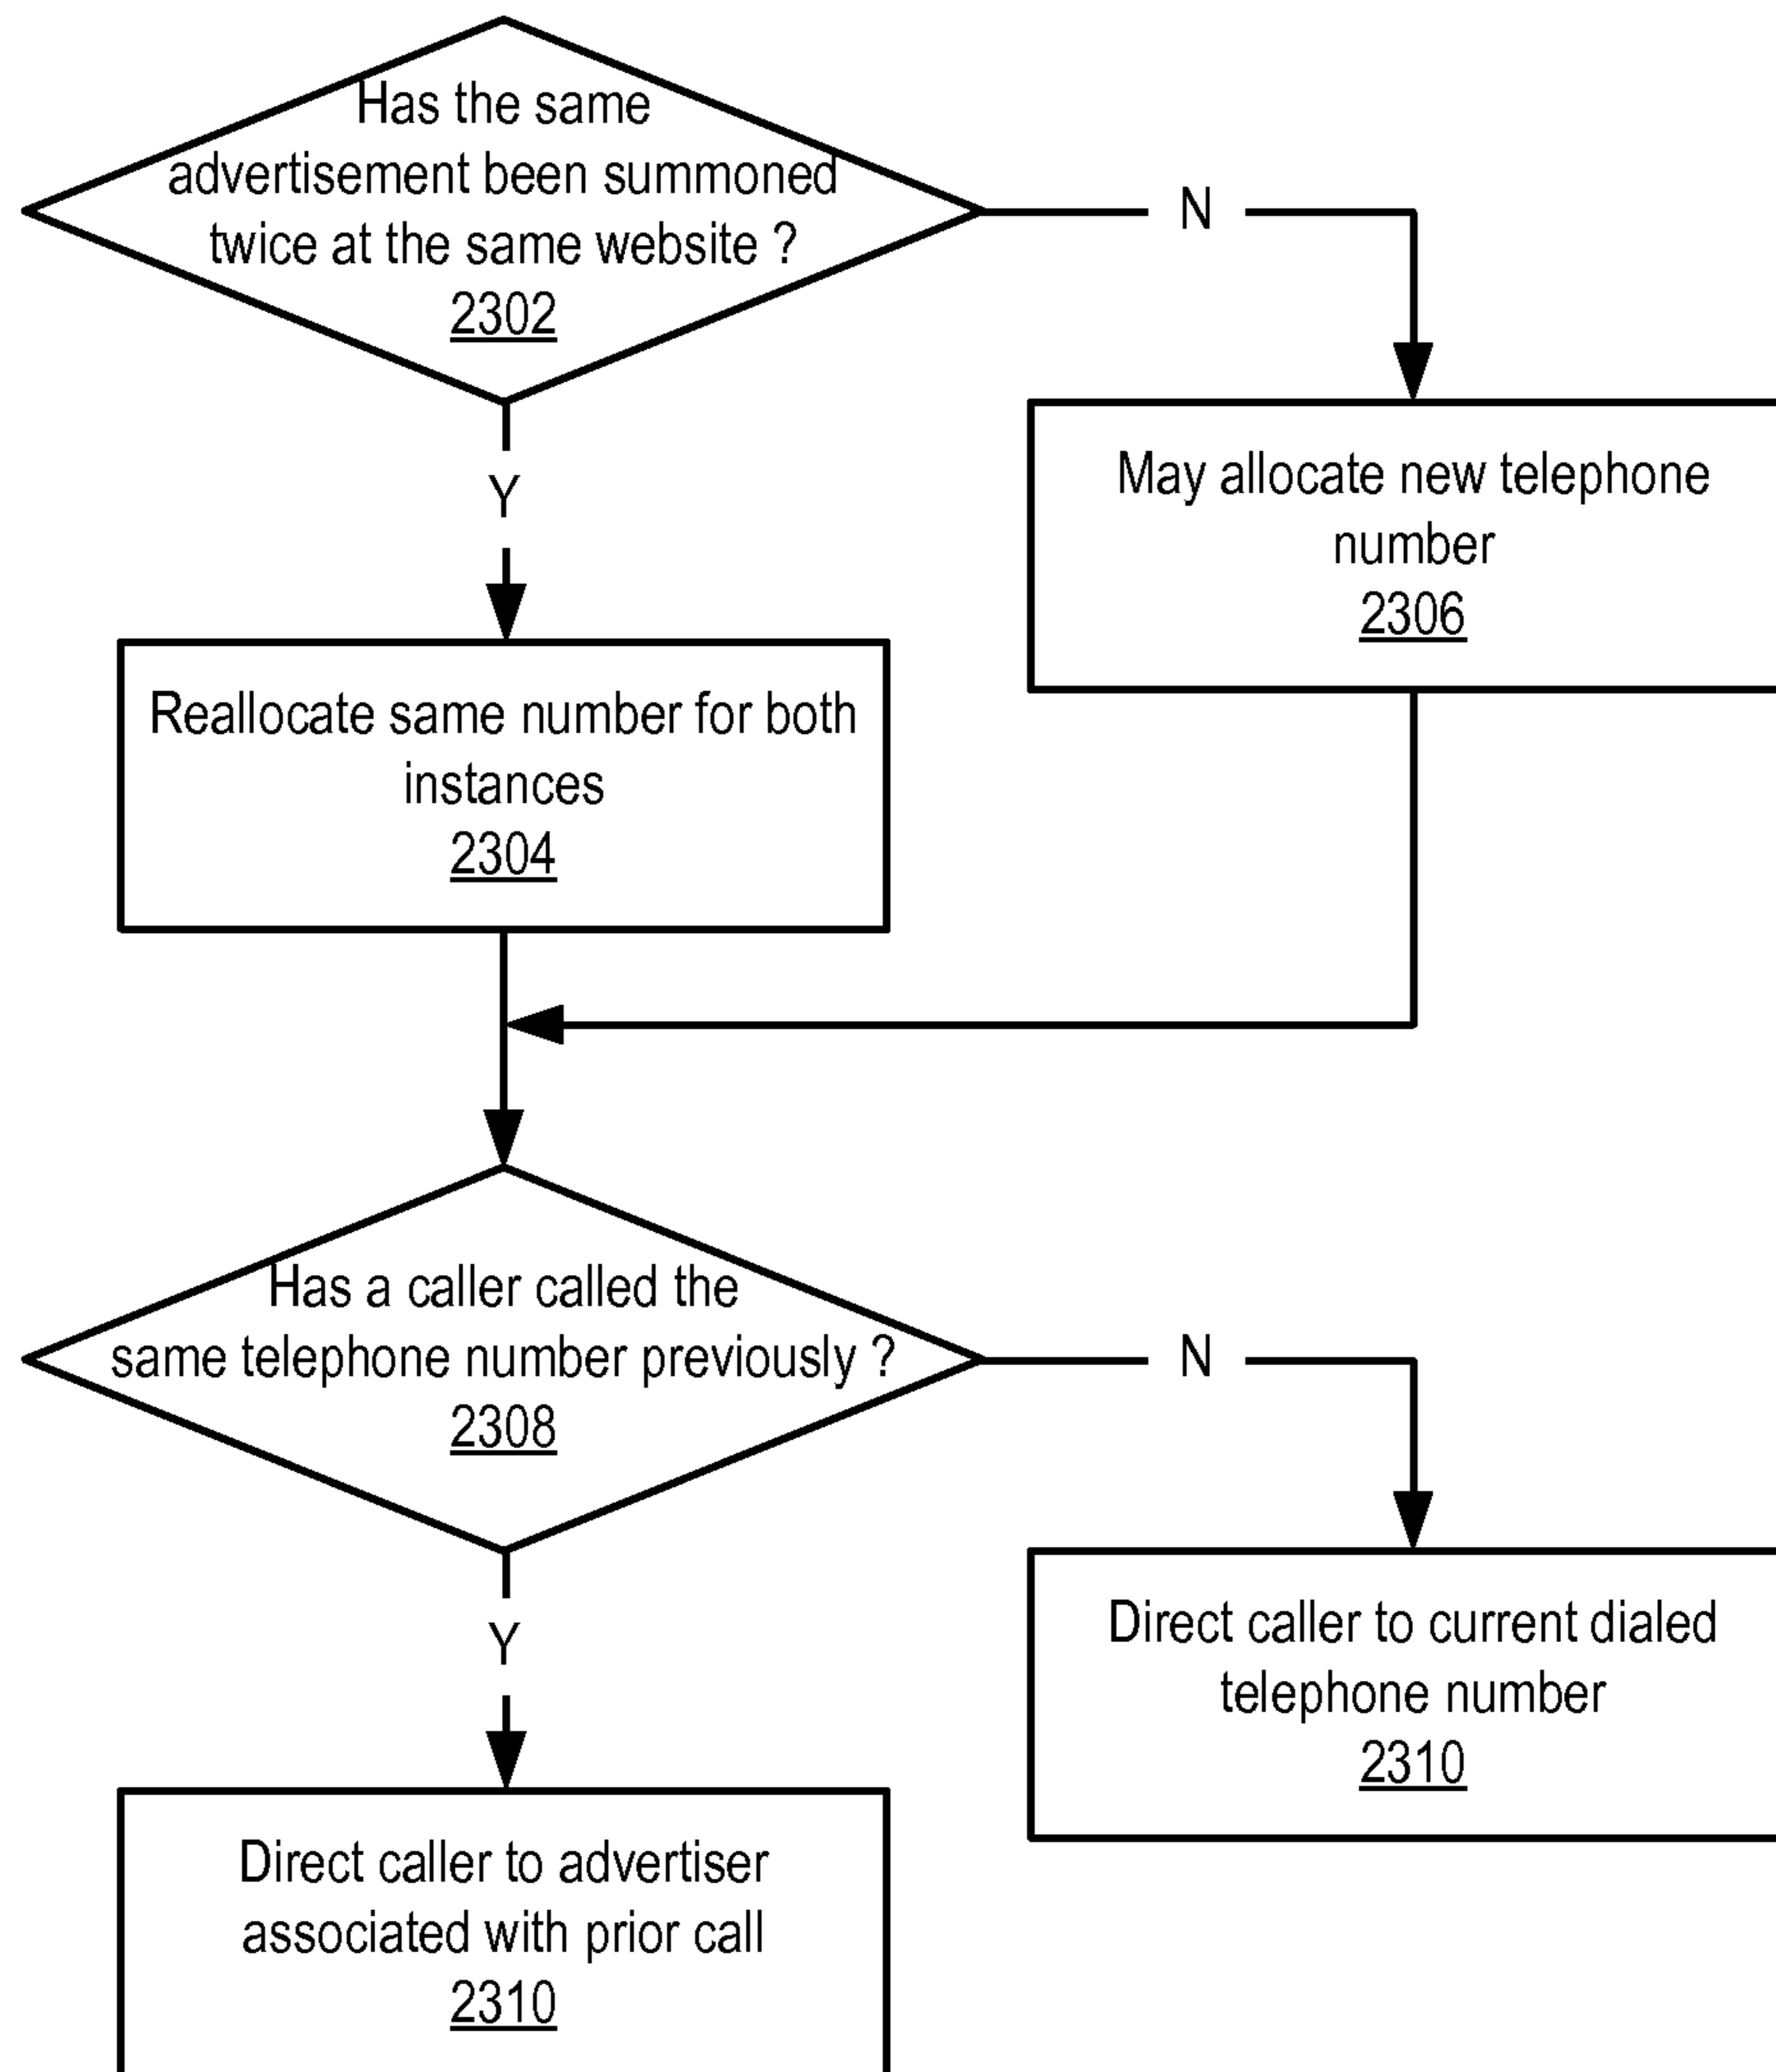 Has the same
advertisement been summoned
twice at the same website ?
2302
N
Y
May allocate new telephone
number
2306
Reallocate same number for both
instances
2304
Has a caller called the
same telephone number previously ?
2308
N
Y
Direct caller to current dialed
telephone number
2310
Direct caller to advertiser
associated with prior call
2310